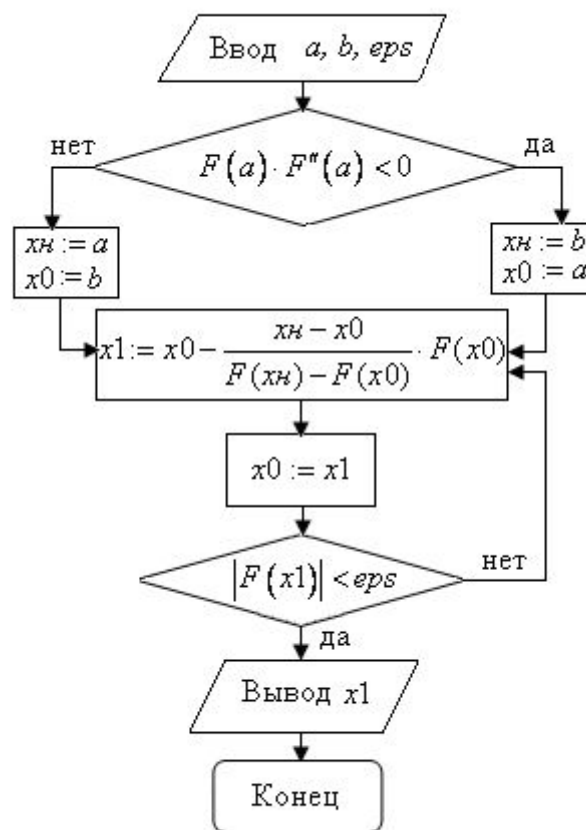 Ввод a, b, eps
нет
да
F(a)·F"(a)<0
xн := a
x0 := b
xн := b
x0 := a
x1 := x0 − (xн − x0) / (F(xн) − F(x0)) · F(x0)
x0 := x1
|F(x1)| < eps
нет
да
Вывод x1
Конец